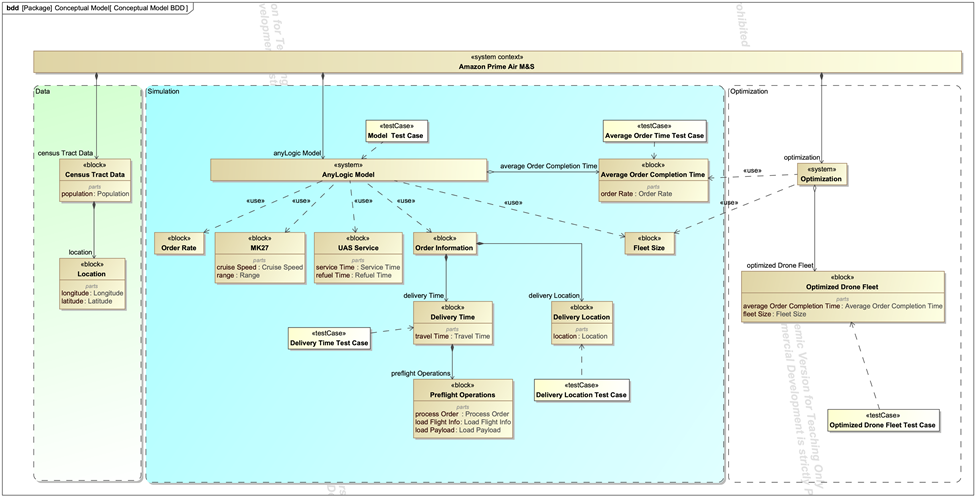 bdd [Package] Conceptual Model[ Conceptual Model BDD ]
«system context»
Amazon Prime Air M&S
Data
Simulation
Optimization
census Tract Data
«block»
Census Tract Data
parts
population : Population
location
«block»
Location
parts
longitude : Longitude
latitude : Latitude
«testCase»
Model Test Case
anyLogic Model
«system»
AnyLogic Model
average Order Completion Time
«testCase»
Average Order Time Test Case
«block»
Average Order Completion Time
parts
order Rate : Order Rate
«use»
«use»
«use»
«use»
«use»
«block»
Order Rate
«block»
MK27
parts
cruise Speed : Cruise Speed
range : Range
«block»
UAS Service
parts
service Time : Service Time
refuel Time : Refuel Time
«block»
Order Information
«block»
Fleet Size
delivery Time
«block»
Delivery Time
parts
travel Time : Travel Time
«testCase»
Delivery Time Test Case
delivery Location
«block»
Delivery Location
parts
location : Location
preflight Operations
«block»
Preflight Operations
parts
process Order : Process Order
load Flight Info : Load Flight Info
load Payload : Load Payload
«testCase»
Delivery Location Test Case
optimization
«system»
Optimization
«use»
«use»
optimized Drone Fleet
«block»
Optimized Drone Fleet
parts
average Order Completion Time : Average Order Completion Time
fleet Size : Fleet Size
«testCase»
Optimized Drone Fleet Test Case
emic Version for Teaching Only
mercial Development is strictly P